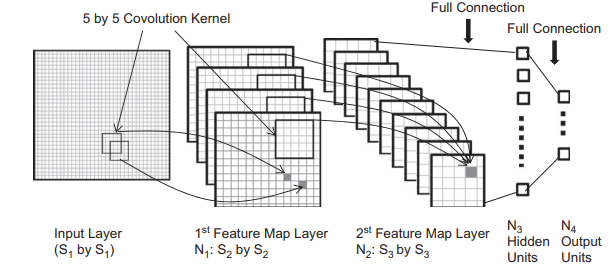 5 by 5 Covolution Kernel
Full Connection
Full Connection
Input Layer
(S1 by S1)
1st Feature Map Layer
N1: S2 by S2
2st Feature Map Layer
N2: S3 by S3
N3
Hidden
Units
N4
Output
Units